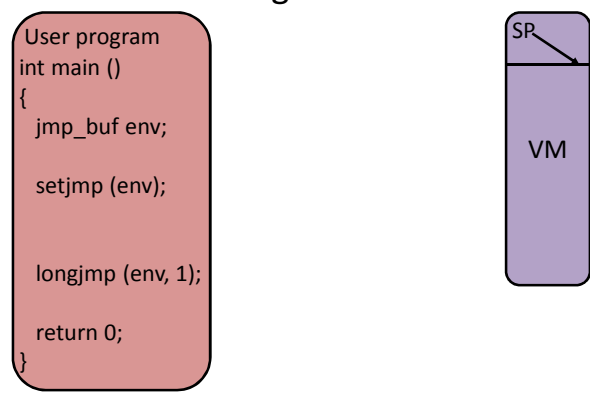 User program
int main ()
{
jmp_buf env;
setjmp (env);
longjmp (env, 1);
return 0;
}
SP
VM